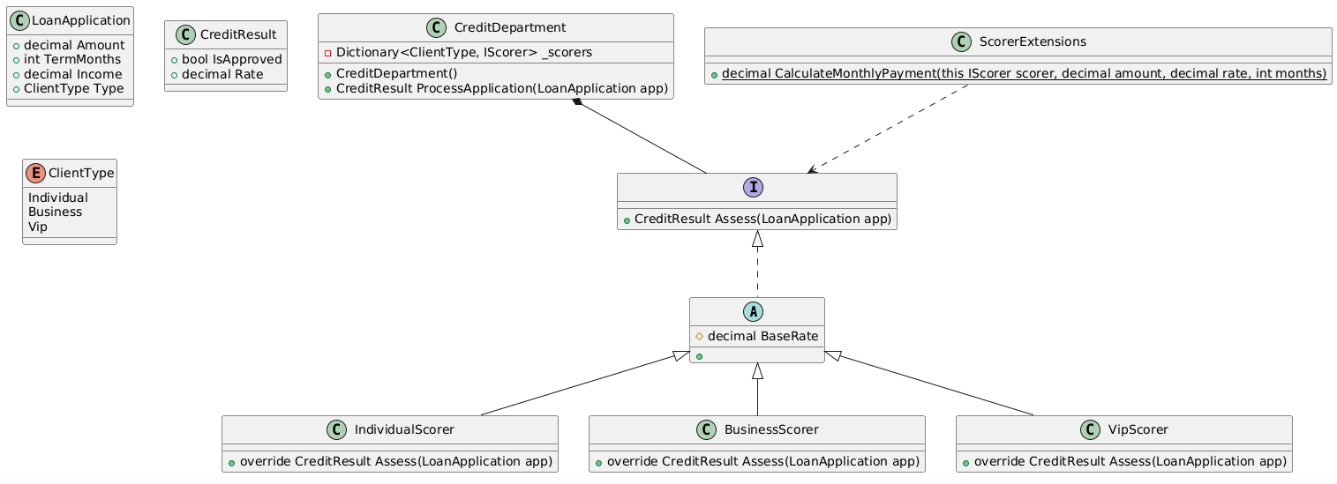 C LoanApplication
decimal Amount
int TermMonths
decimal Income
ClientType Type
C CreditResult
bool IsApproved
decimal Rate
C CreditDepartment
Dictionary<ClientType, IScorer> _scorers
CreditDepartment()
CreditResult ProcessApplication(LoanApplication app)
C ScorerExtensions
decimal CalculateMonthlyPayment(this IScorer scorer, decimal amount, decimal rate, int months)
E ClientType
Individual
Business
Vip
I
CreditResult Assess(LoanApplication app)
A
decimal BaseRate
C IndividualScorer
override CreditResult Assess(LoanApplication app)
C BusinessScorer
override CreditResult Assess(LoanApplication app)
C VipScorer
override CreditResult Assess(LoanApplication app)